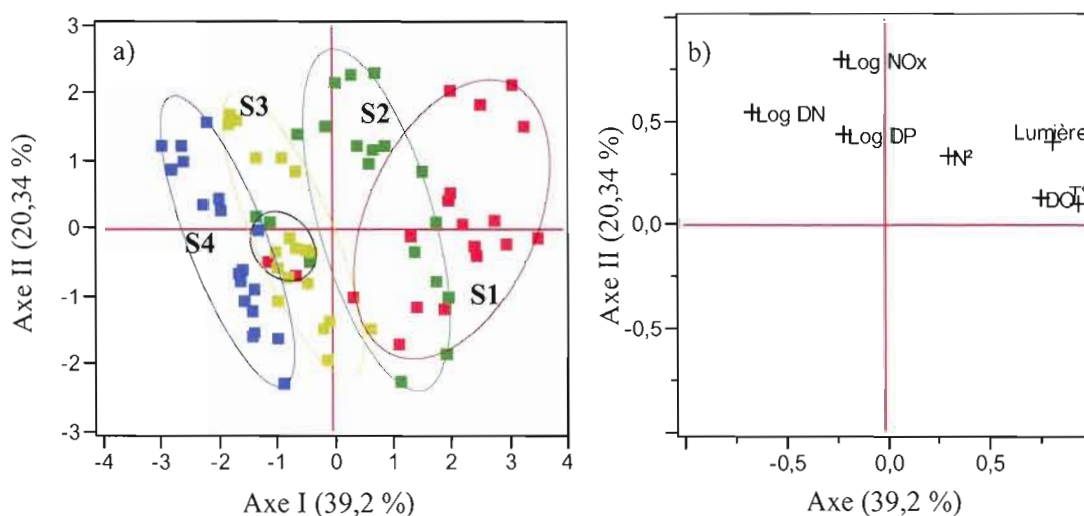 a)
S3
S2
S4
S1
3
2
1
0
-1
-2
-3
-4 -3 -2 -1 0 1 2 3 4
Axe II (20,34 %)
Axe I (39,2 %)
b)
Log NOx
Log DN
Log DP
Lumière
N²
DO
0,5
0,0
-0,5
-0,5 0,0 0,5
Axe II (20,34 %)
Axe (39,2 %)